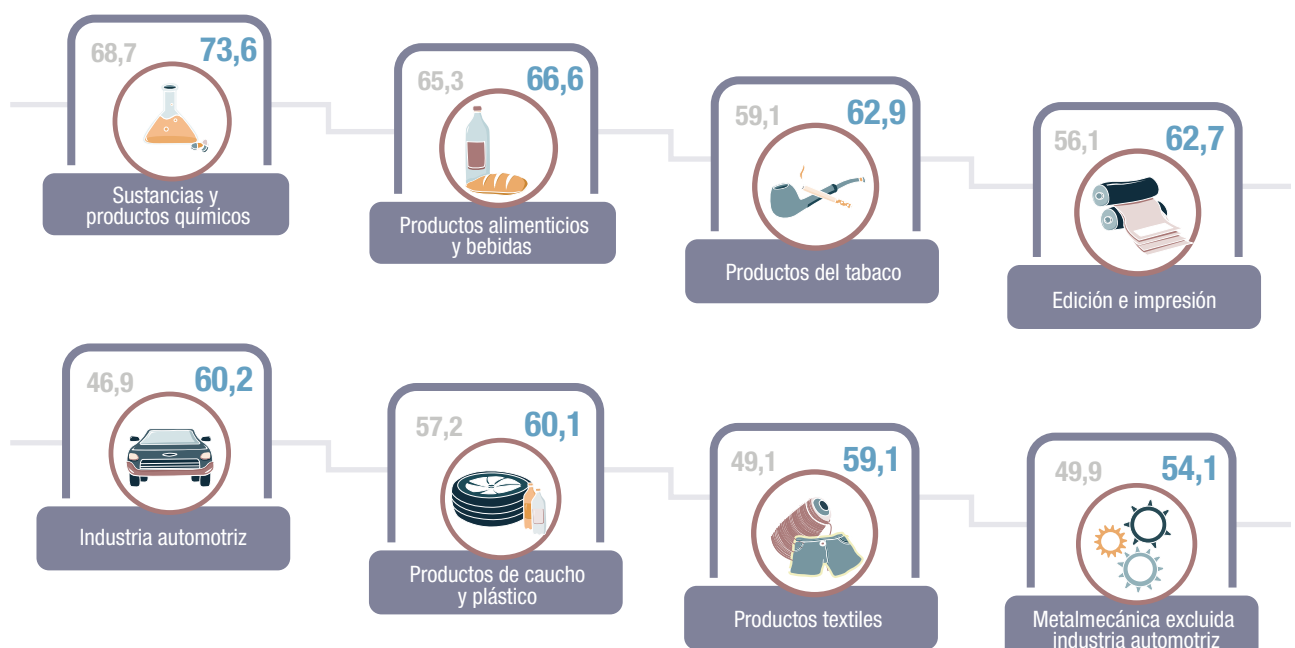 68,7 73,6
Sustancias y
productos químicos
65,3 66,6
Productos alimenticios
y bebidas
59,1 62,9
Productos del tabaco
56,1 62,7
Edición e impresión
46,9 60,2
Industria automotriz
57,2 60,1
Productos de caucho
y plástico
49,1 59,1
Productos textiles
49,9 54,1
Metalmecánica excluida
industria automotriz